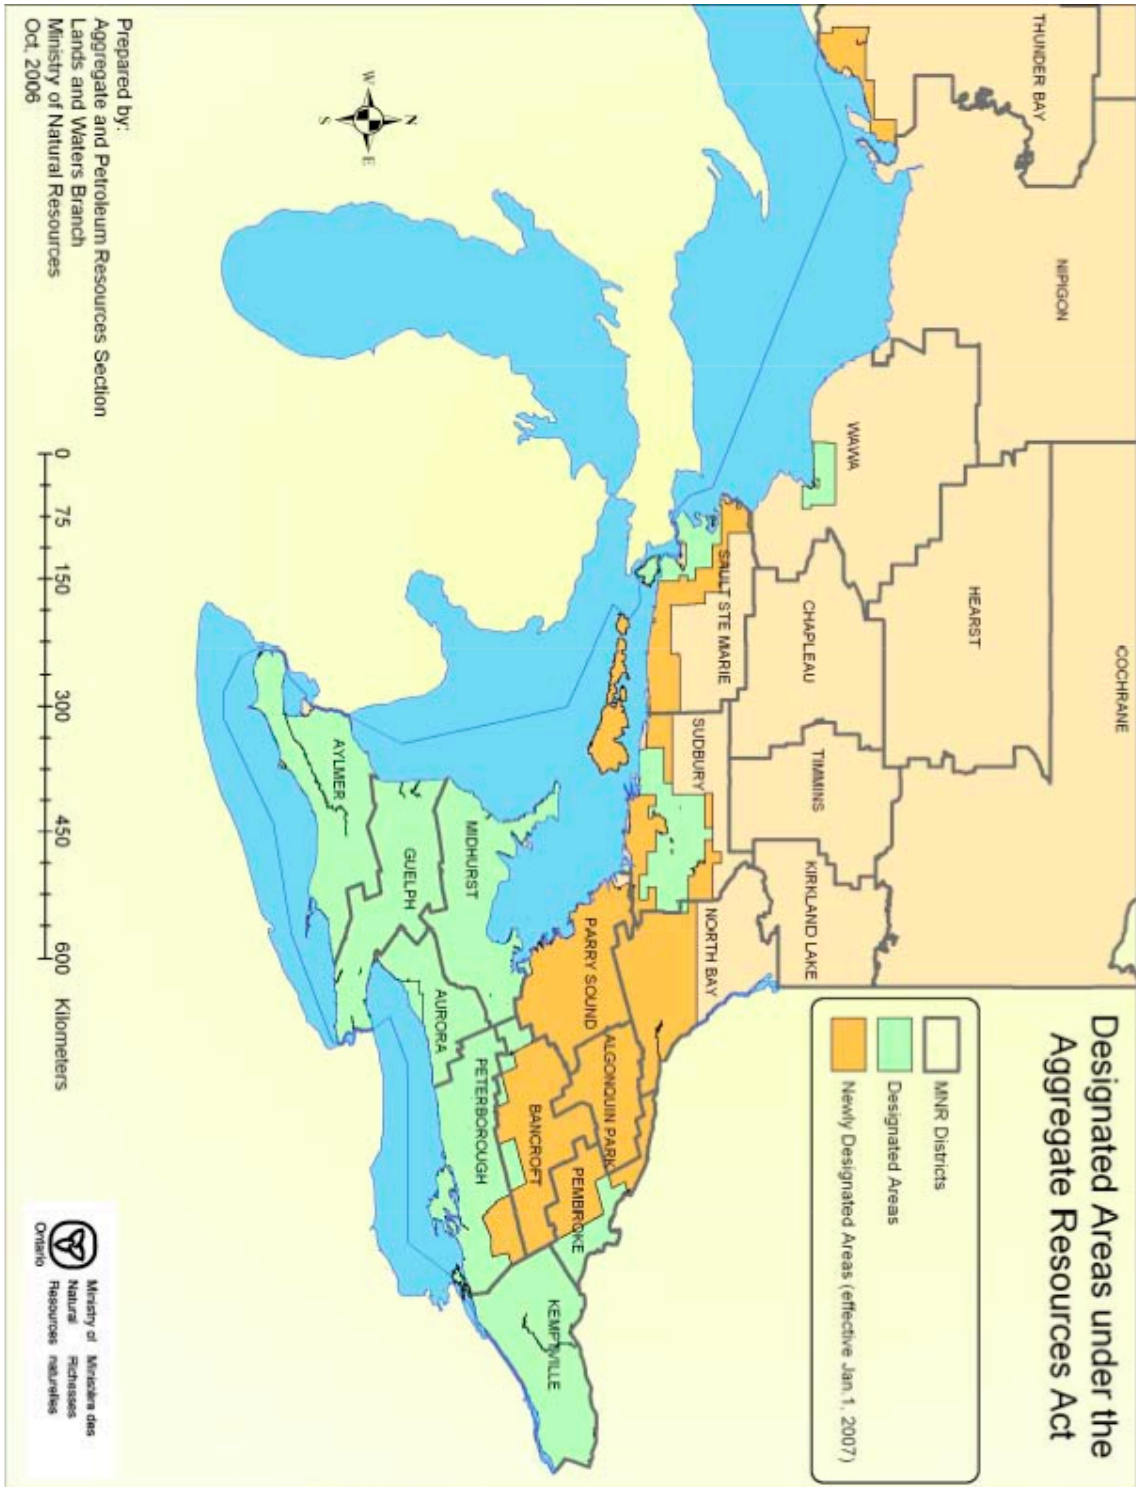 Designated Areas under the
Aggregate Resources Act
MNR Districts
Designated Areas
Newly Designated Areas (effective Jan.1, 2007)
THUNDER BAY
NIPIGON
COCHRANE
HEARST
WAWA
CHAPLEAU
TIMMINS
KIRKLAND LAKE
SAULT STE MARIE
SUDBURY
NORTH BAY
PARRY SOUND
ALGONQUIN PARK
PEMBROKE
BANCROFT
KEMPTVILLE
MIDHURST
PETERBOROUGH
AURORA
GUELPH
AYLMER
N
W
E
S
Prepared by:
Aggregate and Petroleum Resources Section
Lands and Waters Branch
Ministry of Natural Resources
Oct. 2006
0 75 150 300 450 600 Kilometers
Ontario
Ministry of Ministère des
Natural Richesses
Resources naturelles